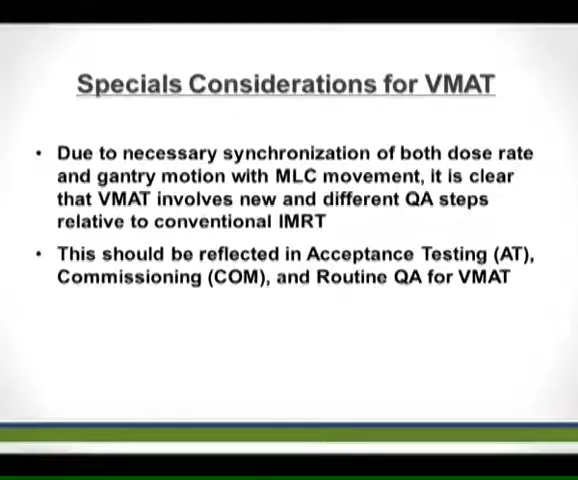 Specials Considerations for VMAT
• Due to necessary synchronization of both dose rate
and gantry motion with MLC movement, it is clear
that VMAT involves new and different QA steps
relative to conventional IMRT
• This should be reflected in Acceptance Testing (AT),
Commissioning (COM), and Routine QA for VMAT